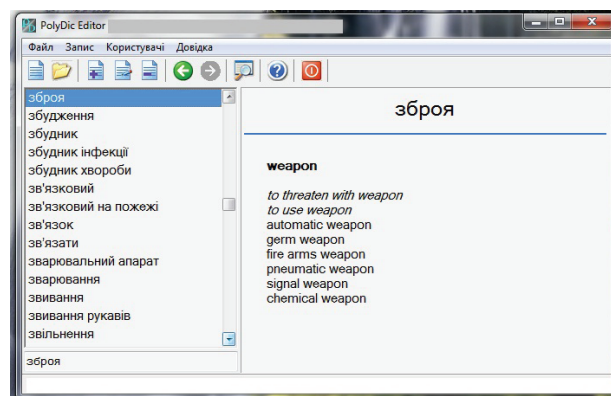 PolyDic Editor
Файл Запис Користувачі Довідка
зброя
збудження
збудник
збудник інфекції
збудник хвороби
зв'язковий
зв'язковий на пожежі
зв'язок
зв'язати
зварювальний апарат
зварювання
звивання
звивання рукавів
звільнення
зброя
зброя
weapon
to threaten with weapon
to use weapon
automatic weapon
germ weapon
fire arms weapon
pneumatic weapon
signal weapon
chemical weapon